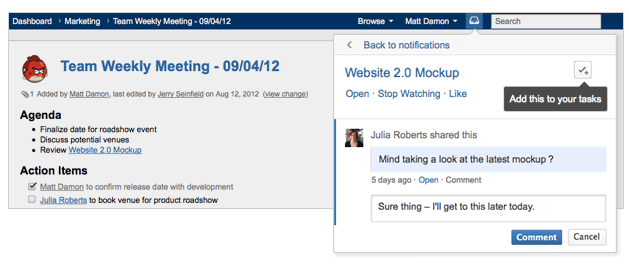 Dashboard › Marketing › Team Weekly Meeting - 09/04/12
Browse Matt Damon Search
Team Weekly Meeting - 09/04/12
1 Added by Matt Damon, last edited by Jerry Seinfield on Aug 12, 2012 (view change)
Agenda
Finalize date for roadshow event
Discuss potential venues
Review Website 2.0 Mockup
Action Items
Matt Damon to confirm release date with development
Julia Roberts to book venue for product roadshow
Back to notifications
Website 2.0 Mockup
Open · Stop Watching · Like
Add this to your tasks
Julia Roberts shared this
Mind taking a look at the latest mockup ?
5 days ago · Open · Comment
Sure thing – I'll get to this later today.
Comment Cancel